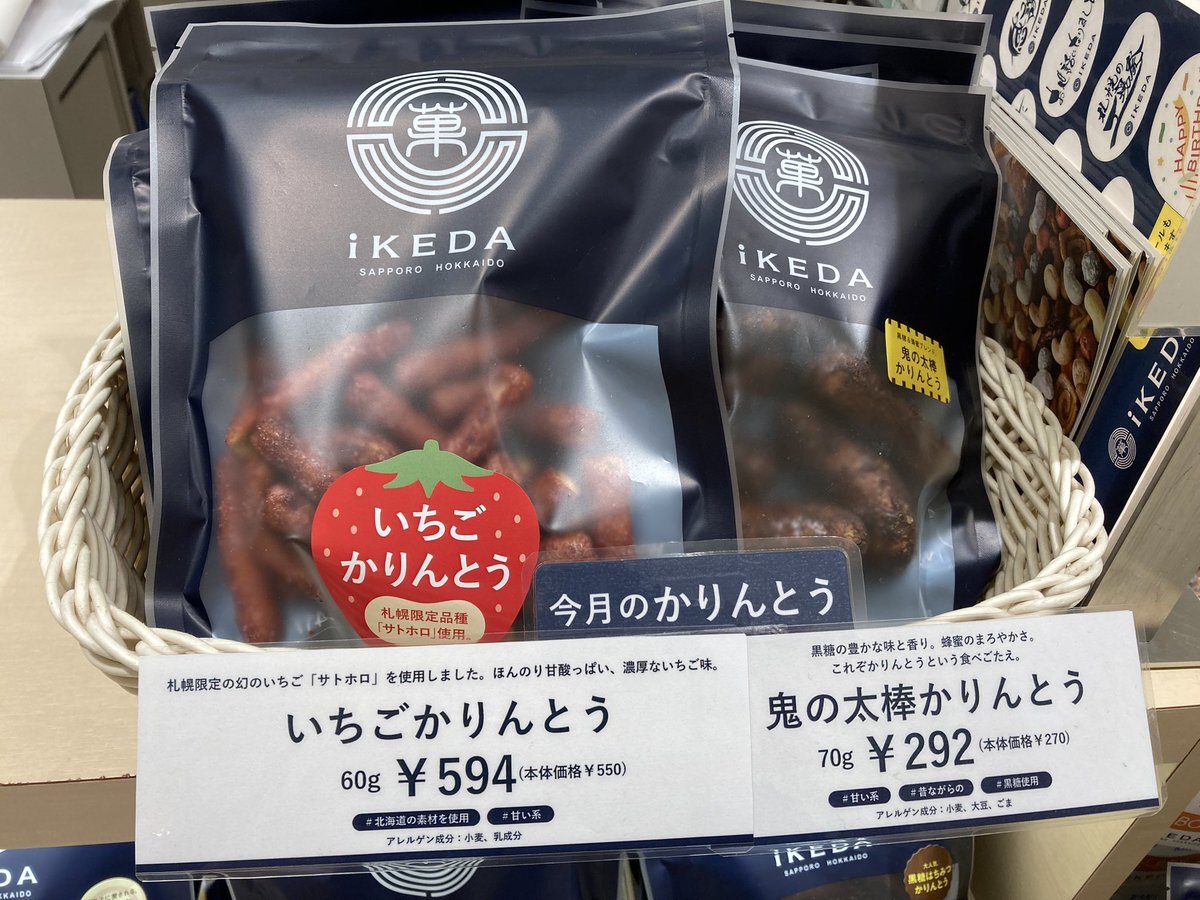 菓
iKEDA
SAPPORO HOKKAIDO
いちご
かりんとう
札幌限定品種
「サトホロ」使用。
菓
iKEDA
SAPPORO HOKKAIDO
鬼の太棒
かりんとう
今月のかりんとう
札幌限定の幻のいちご「サトホロ」を使用しました。ほんのり甘酸っぱい、濃厚ないちご味。
いちごかりんとう
60g ¥594(本体価格¥550)
#北海道の素材を使用 #甘い系
アレルゲン成分:小麦、乳成分
黒糖の豊かな味と香り。蜂蜜のまろやかさ。
これぞかりんとうという食べごたえ。
鬼の太棒かりんとう
70g ¥292(本体価格¥270)
#甘い系 #昔ながらの #黒糖使用
アレルゲン成分:小麦、大豆、ごま
iKEDA
HAPPY
iKEDA
iKEDA
SAPPORO HOKKAIDO
大人気
黒糖はちみつ
かりんとう